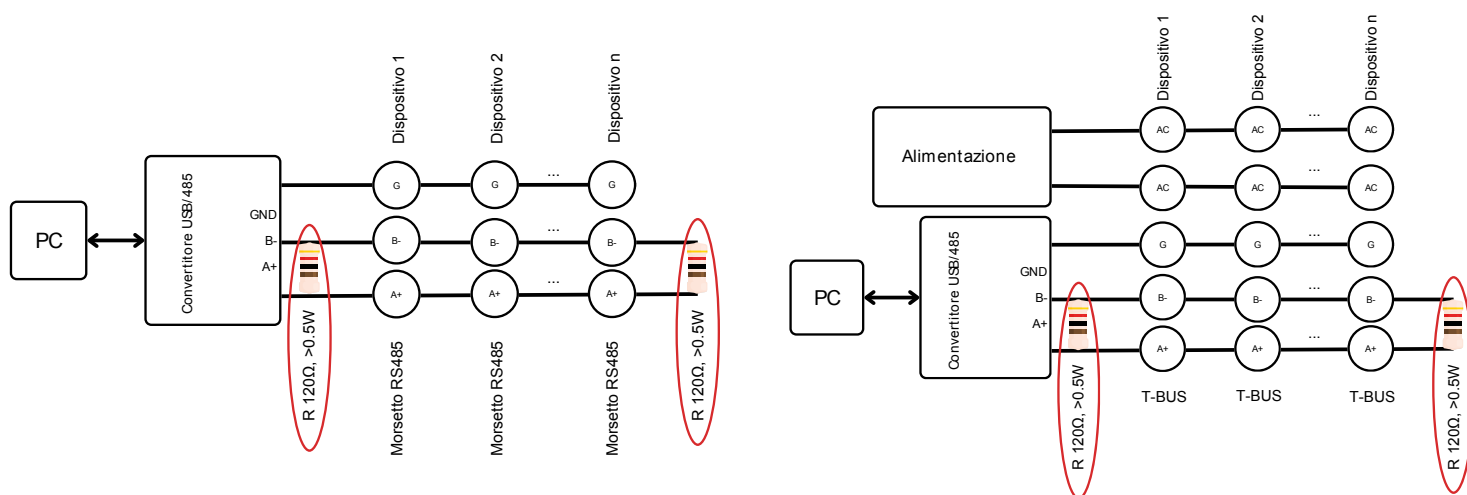 Dispositivo 1
Dispositivo 2
Dispositivo n
PC
Convertitore USB/485
GND
B-
A+
G
G
...
G
B-
B-
...
B-
A+
A+
...
A+
R 120Ω, >0.5W
R 120Ω, >0.5W
Morsetto RS485
Morsetto RS485
Morsetto RS485
Dispositivo 1
Dispositivo 2
Dispositivo n
Alimentazione
AC
AC
...
AC
AC
AC
...
AC
PC
Convertitore USB/485
GND
B-
A+
G
G
...
G
B-
B-
...
B-
A+
A+
...
A+
R 120Ω, >0.5W
R 120Ω, >0.5W
T-BUS
T-BUS
T-BUS